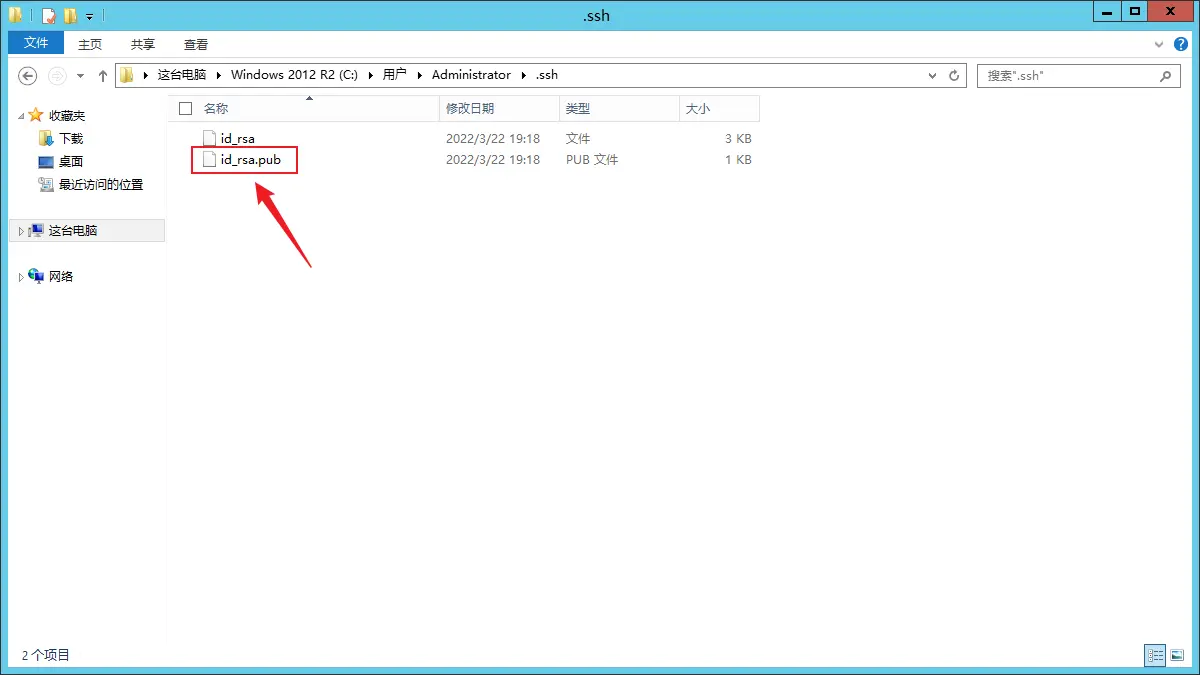 .ssh
文件 主页 共享 查看
这台电脑 Windows 2012 R2 (C:) 用户 Administrator .ssh 搜索".ssh"
收藏夹
下载
桌面
最近访问的位置
这台电脑
网络
名称 修改日期 类型 大小
id_rsa 2022/3/22 19:18 文件 3 KB
id_rsa.pub 2022/3/22 19:18 PUB 文件 1 KB
2 个项目